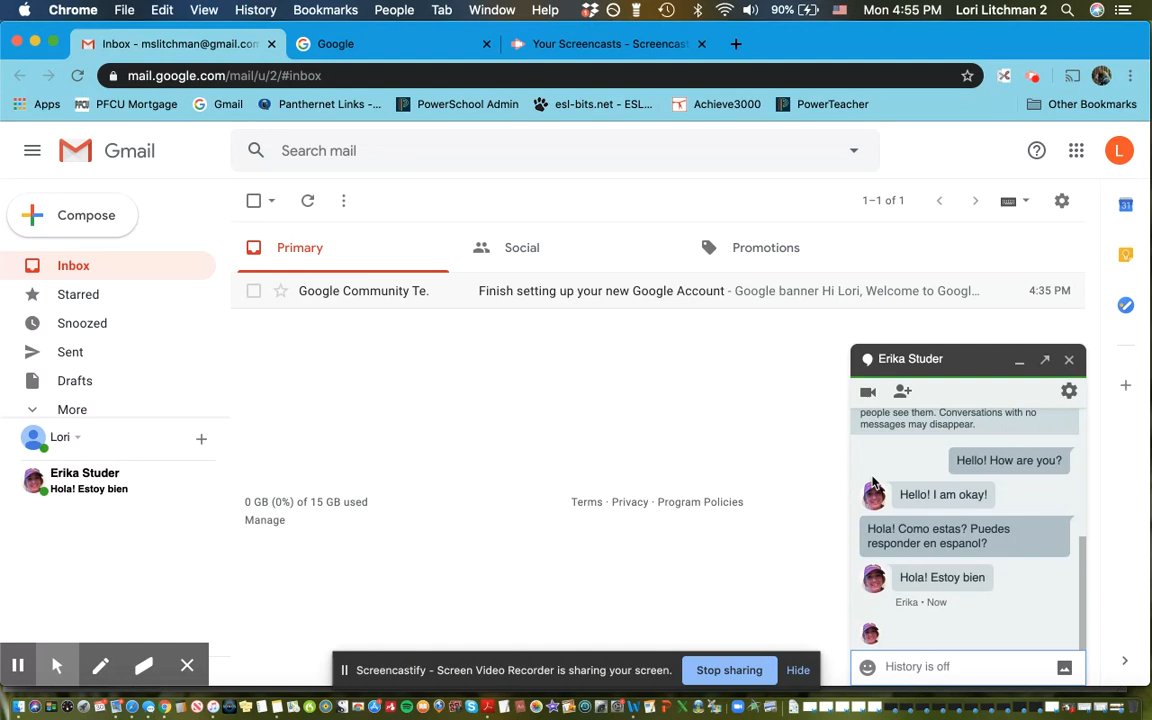 Chrome File Edit View History Bookmarks People Tab Window Help 90% Mon 4:55 PM Lori Litchman 2
Inbox - mslitchman@gmail.com Google Your Screencasts - Screencast
mail.google.com/mail/u/2/#inbox
Apps PFCU Mortgage Gmail Panthernet Links -... PowerSchool Admin esl-bits.net - ESL... Achieve3000 PowerTeacher Other Bookmarks
Gmail Search mail L
Compose 1–1 of 1
Primary Social Promotions 31
Inbox
Google Community Te. Finish setting up your new Google Account - Google banner Hi Lori, Welcome to Googl... 4:35 PM
Starred
Snoozed
Sent
Drafts
More
Lori
Erika Studer
Hola! Estoy bien
0 GB (0%) of 15 GB used
Manage
Terms · Privacy · Program Policies
Erika Studer
people see them. Conversations with no
messages may disappear.
Hello! How are you?
Hello! I am okay!
Hola! Como estas? Puedes
responder en espanol?
Hola! Estoy bien
Erika • Now
History is off
Screencastify - Screen Video Recorder is sharing your screen. Stop sharing Hide